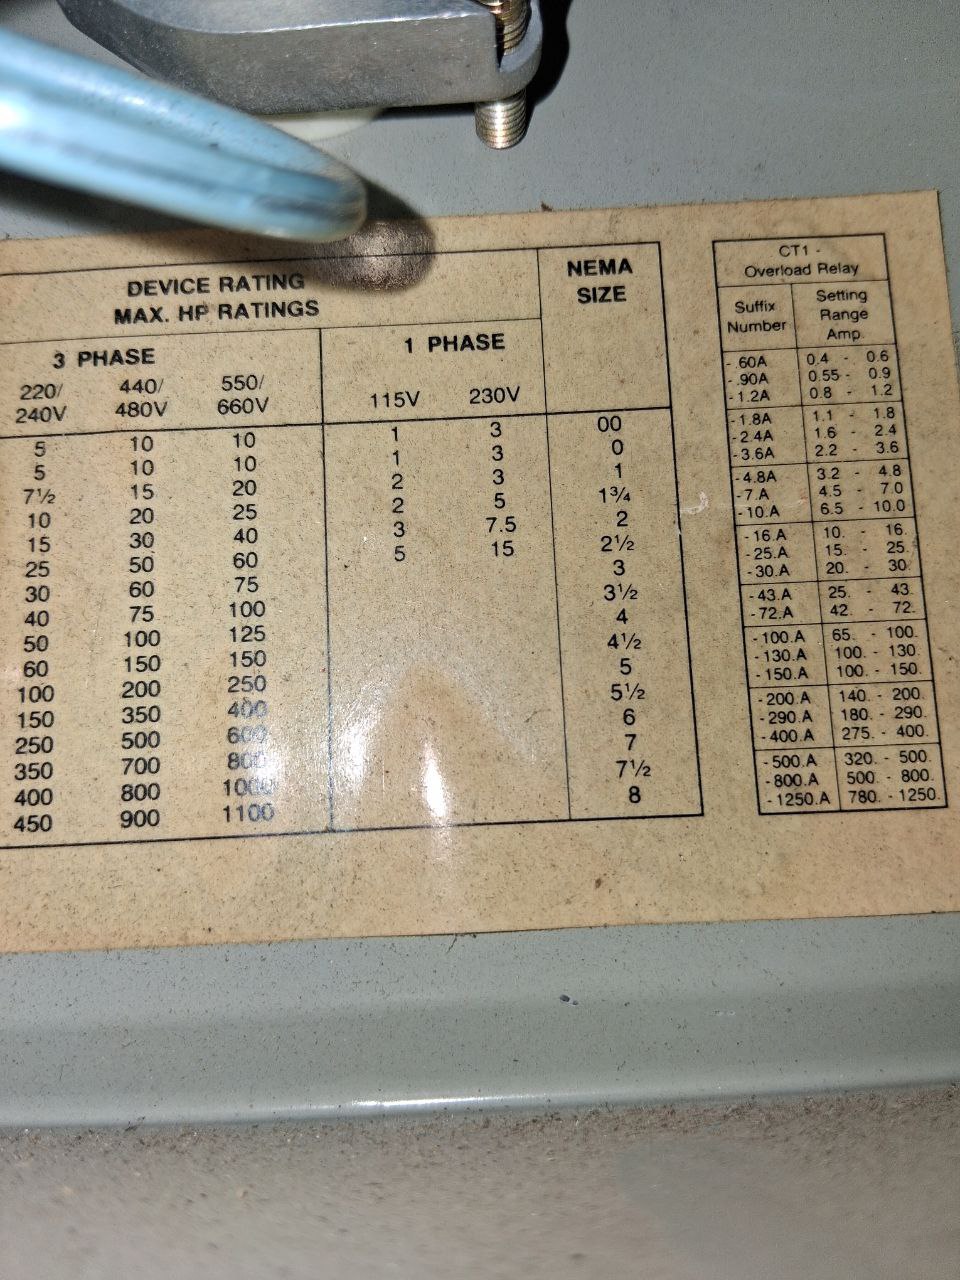 DEVICE RATING
MAX. HP RATINGS
NEMA
SIZE
3 PHASE
1 PHASE
220/ 440/ 550/
240V 480V 660V 115V 230V
5 10 10 1 3 00
5 10 10 1 3 0
7½ 15 20 2 3 1
10 20 25 2 5 1¾
15 30 40 3 7.5 2
25 50 60 5 15 2½
30 60 75 3
40 75 100 3½
50 100 125 4
60 150 150 4½
100 200 250 5
150 350 400 5½
250 500 600 6
350 700 800 7
400 800 1000 7½
450 900 1100 8
CT1 -
Overload Relay
Suffix
Number
Setting
Range
Amp.
- .60A 0.4 - 0.6
- .90A 0.55 - 0.9
- 1.2A 0.8 - 1.2
- 1.8A 1.1 - 1.8
- 2.4A 1.6 - 2.4
- 3.6A 2.2 - 3.6
- 4.8A 3.2 - 4.8
- 7.A 4.5 - 7.0
- 10.A 6.5 - 10.0
- 16.A 10. - 16.
- 25.A 15. - 25.
- 30.A 20. - 30.
- 43.A 25. - 43.
- 72.A 42. - 72.
- 100.A 65. - 100.
- 130.A 100. - 130.
- 150.A 100. - 150.
- 200.A 140. - 200.
- 290.A 180. - 290.
- 400.A 275. - 400.
- 500.A 320. - 500.
- 800.A 500. - 800.
- 1250.A 780. - 1250.